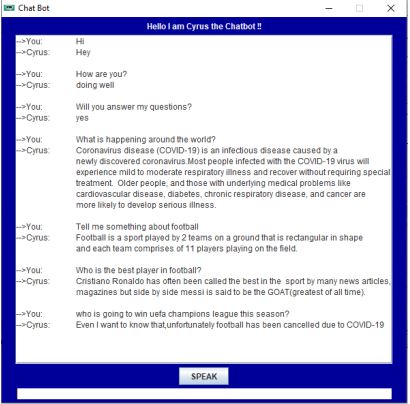 Chat Bot
Hello I am Cyrus the Chatbot !!
-->You: Hi
-->Cyrus: Hey
-->You: How are you?
-->Cyrus: doing well
-->You: Will you answer my questions?
-->Cyrus: yes
-->You: What is happening around the world?
-->Cyrus: Coronavirus disease (COVID-19) is an infectious disease caused by a
newly discovered coronavirus.Most people infected with the COVID-19 virus will
experience mild to moderate respiratory illness and recover without requiring special
treatment. Older people, and those with underlying medical problems like
cardiovascular disease, diabetes, chronic respiratory disease, and cancer are
more likely to develop serious illness.
-->You: Tell me something about football
-->Cyrus: Football is a sport played by 2 teams on a ground that is rectangular in shape
and each team comprises of 11 players playing on the field.
-->You: Who is the best player in football?
-->Cyrus: Cristiano Ronaldo has often been called the best in the sport by many news articles,
magazines but side by side messi is said to be the GOAT(greatest of all time).
-->You: who is going to win uefa champions league this season?
-->Cyrus: Even I want to know that,unfortunately football has been cancelled due to COVID-19
SPEAK